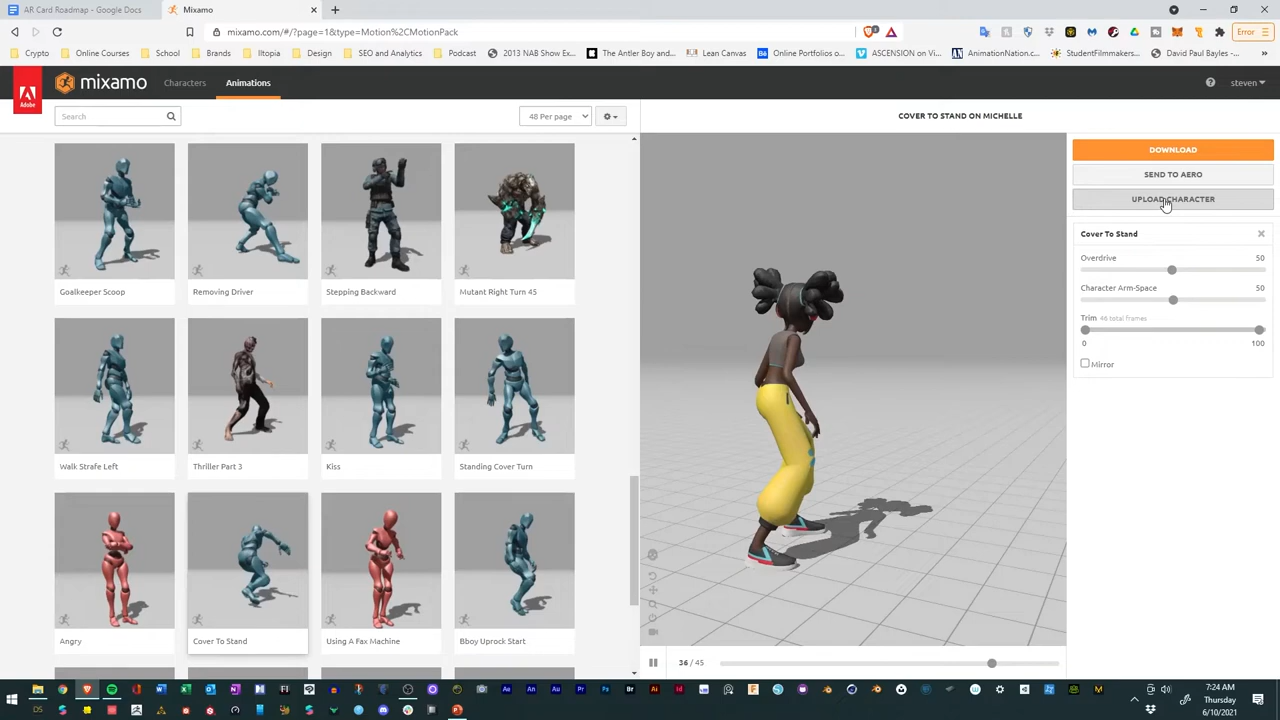 AR Card Roadmap - Google Docs
Mixamo
mixamo.com/#/?page=1&type=Motion%2CMotionPack
Error
Crypto
Online Courses
School
Brands
Iltopia
Design
SEO and Analytics
Podcast
2013 NAB Show Ex...
The Antler Boy and...
Lean Canvas
Online Portfolios o...
ASCENSION on Vi...
AnimationNation.c...
StudentFilmmakers...
David Paul Bayles -...
Adobe
mixamo
Characters
Animations
steven
Search
48 Per page
COVER TO STAND ON MICHELLE
DOWNLOAD
SEND TO AERO
UPLOAD CHARACTER
Cover To Stand
Overdrive 50
Character Arm-Space 50
Trim 46 total frames
0 100
Mirror
Goalkeeper Scoop
Removing Driver
Stepping Backward
Mutant Right Turn 45
Walk Strafe Left
Thriller Part 3
Kiss
Standing Cover Turn
Angry
Cover To Stand
Using A Fax Machine
Bboy Uprock Start
36 / 45
7:24 AM
Thursday
6/10/2021